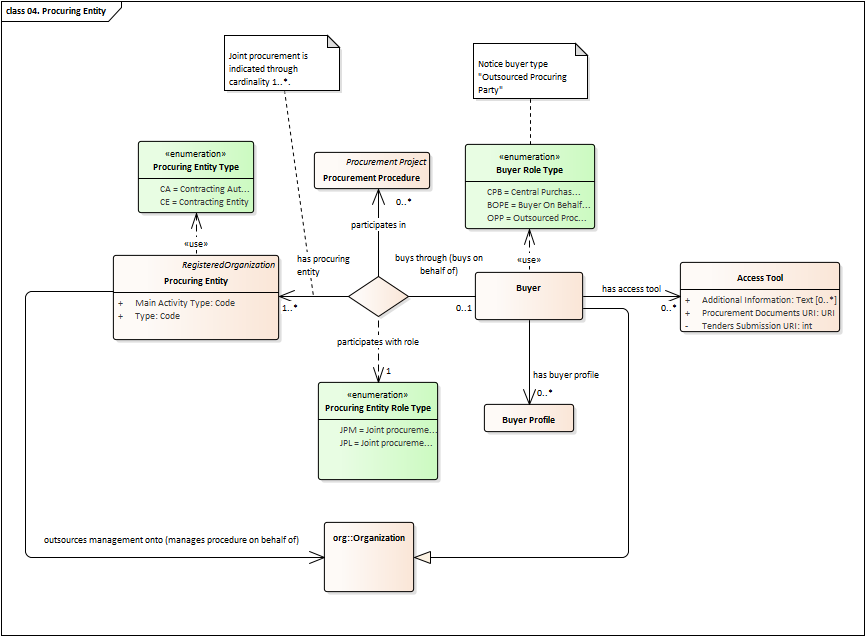 class 04. Procuring Entity
Joint procurement is
indicated through
cardinality 1..*.
Notice buyer type
"Outsourced Procuring
Party"
«enumeration»
Procuring Entity Type
CA = Contracting Aut...
CE = Contracting Entity
Procurement Project
Procurement Procedure
0..*
«enumeration»
Buyer Role Type
CPB = Central Purchas...
BOPE = Buyer On Behalf...
OPP = Outsourced Proc...
participates in
«use»
«use»
RegisteredOrganization
Procuring Entity
+ Main Activity Type: Code
+ Type: Code
has procuring
entity
1..*
buys through (buys on
behalf of)
0..1
Buyer
has access tool
0..*
Access Tool
+ Additional Information: Text [0..*]
+ Procurement Documents URI: URI
- Tenders Submission URI: int
participates with role
1
has buyer profile
0..*
«enumeration»
Procuring Entity Role Type
JPM = Joint procureme...
JPL = Joint procureme...
Buyer Profile
outsources management onto (manages procedure on behalf of)
org::Organization